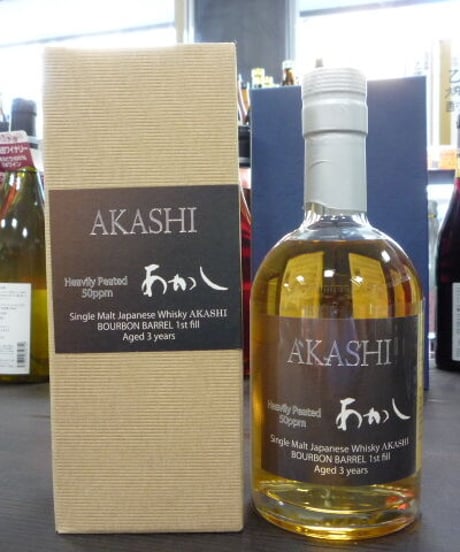 AKASHI
Heavily Peated
50ppm
あかし
Single Malt Japanese Whisky AKASHI
BOURBON BARREL 1st fill
Aged 3 years
AKASHI
Heavily Peated
50ppm
あかし
Single Malt Japanese Whisky AKASHI
BOURBON BARREL 1st fill
Aged 3 years